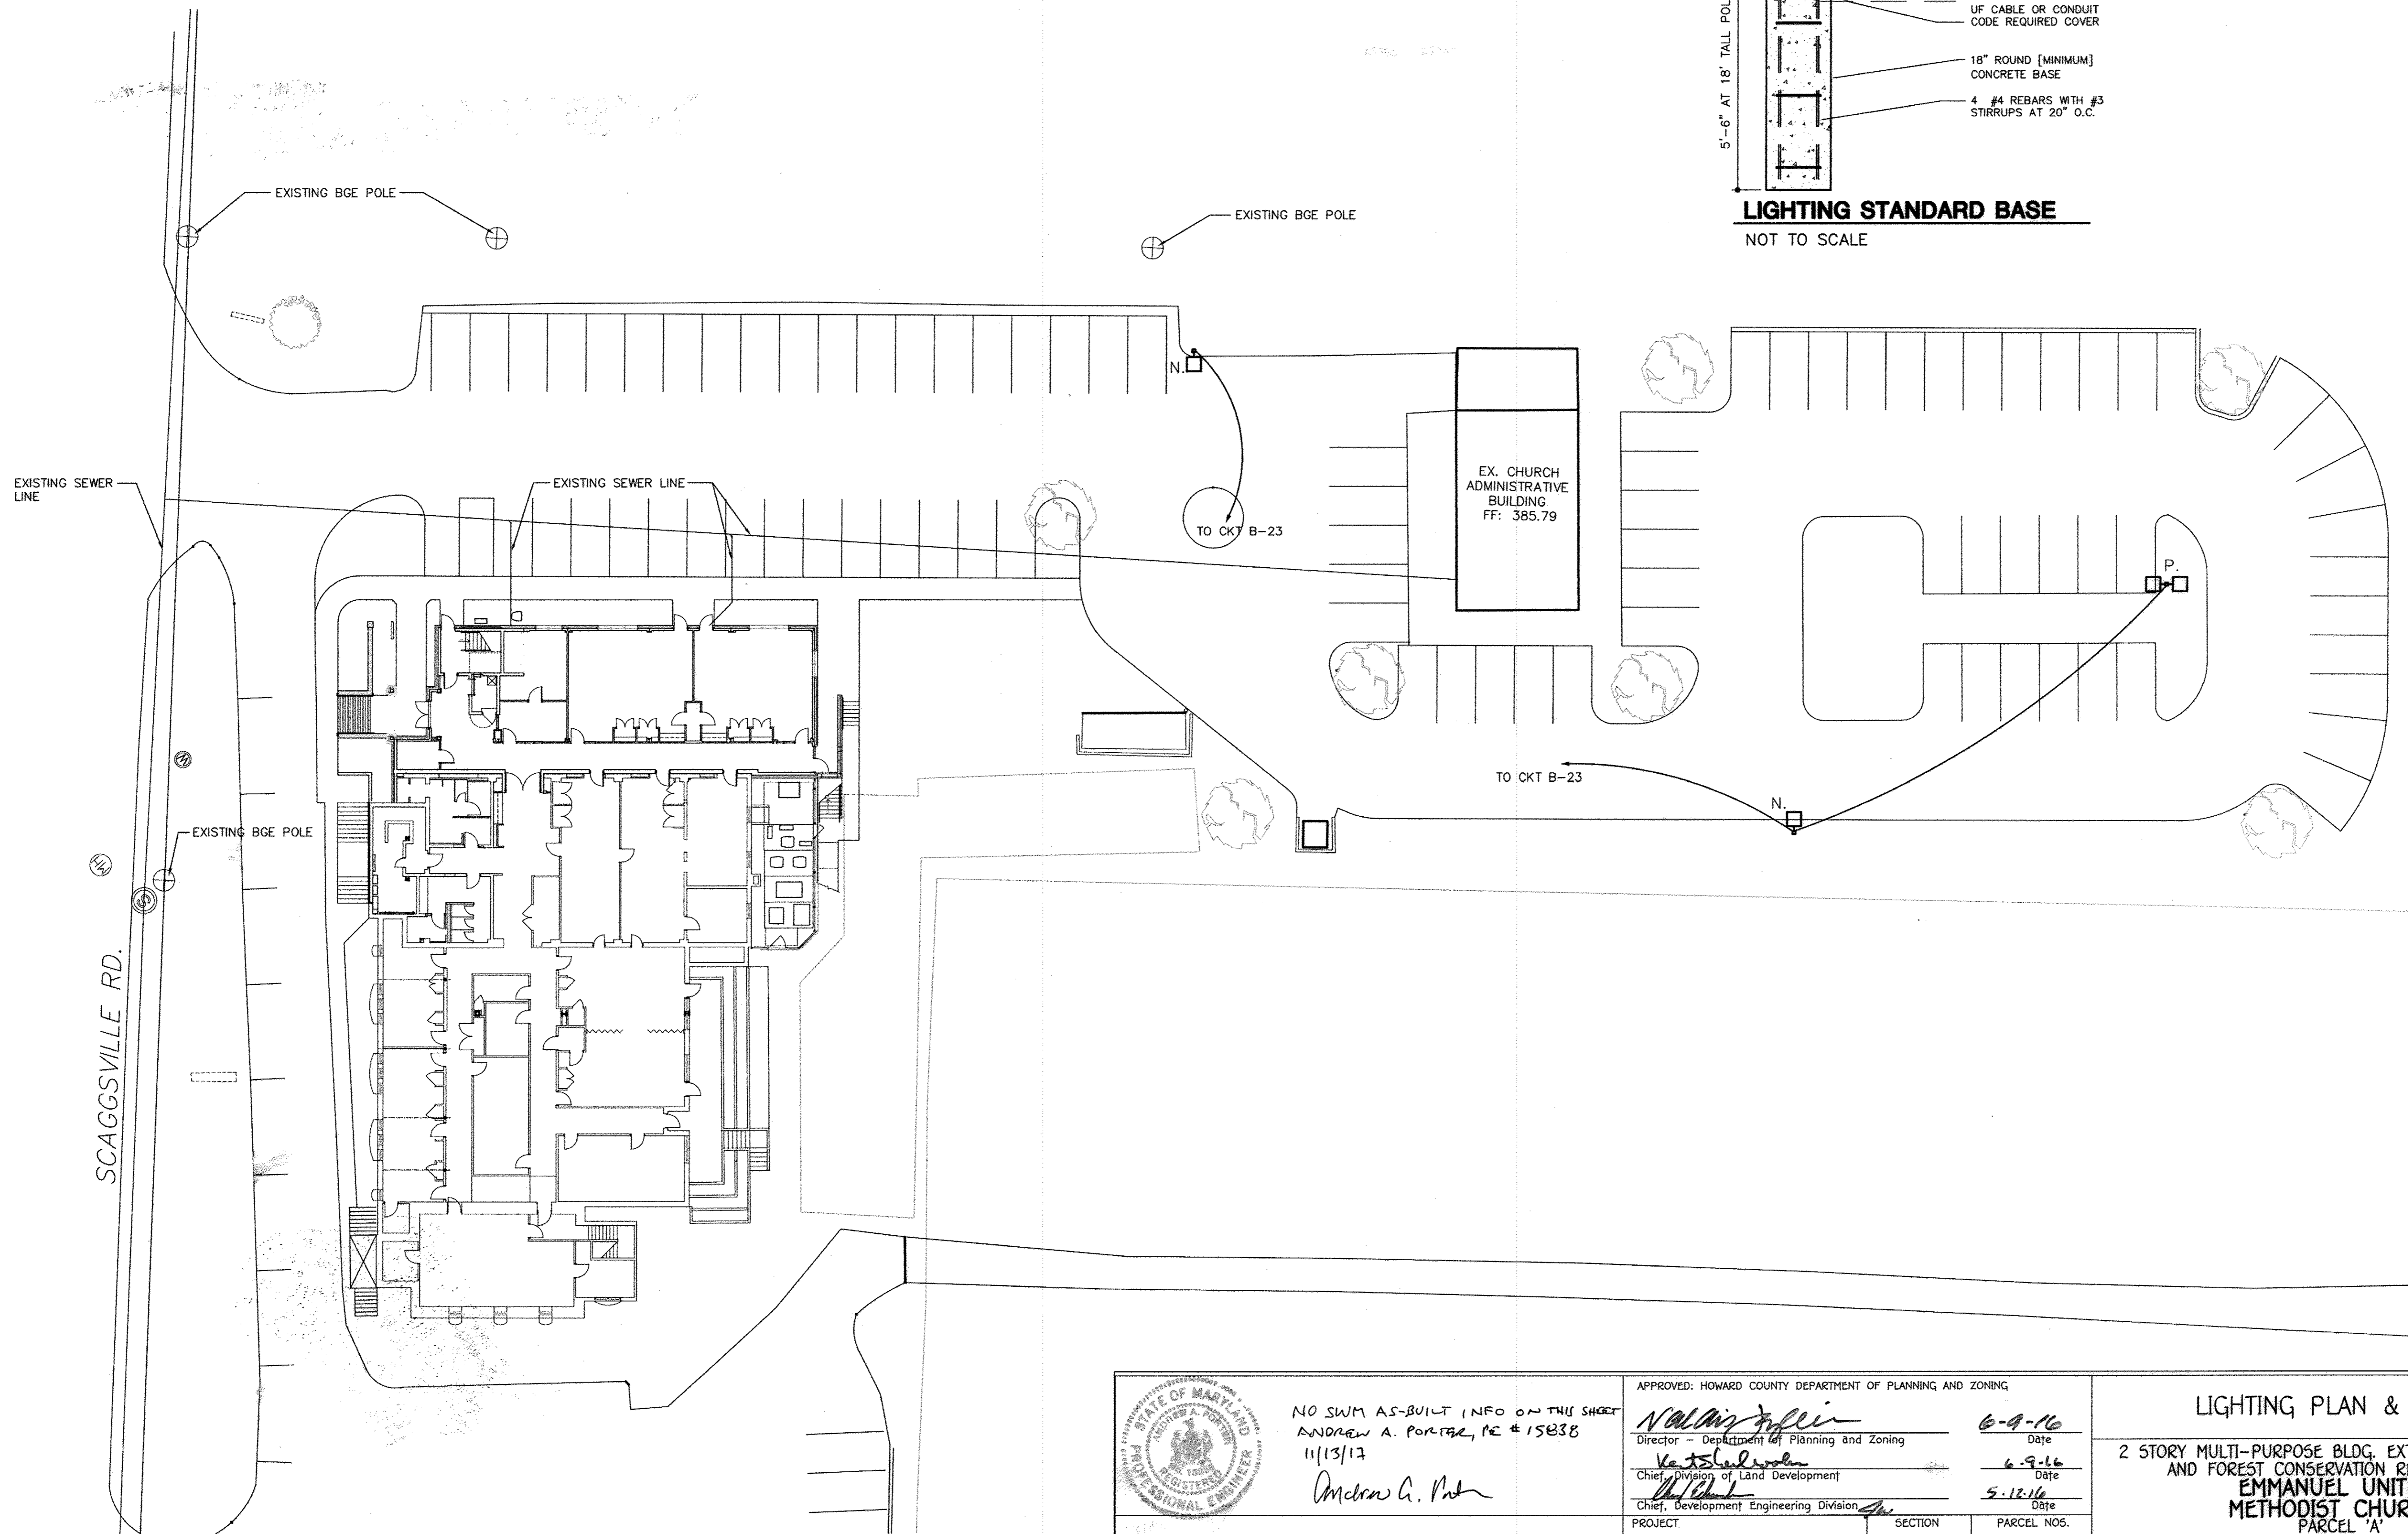 UF CABLE OR CONDUIT
CODE REQUIRED COVER
18" ROUND [MINIMUM]
CONCRETE BASE
4 #4 REBARS WITH #3
STIRRUPS AT 20" O.C.
5'-6" AT 18' TALL POL
LIGHTING STANDARD BASE
NOT TO SCALE
EXISTING BGE POLE
EXISTING BGE POLE
N.
EXISTING SEWER
LINE
EXISTING SEWER LINE
TO CKT B-23
EX. CHURCH
ADMINISTRATIVE
BUILDING
FF: 385.79
P.
TO CKT B-23
N.
W
EXISTING BGE POLE
HW
S
SCAGGSVILLE RD.
STATE OF MARYLAND
ANDREW A. PORTER
REGISTERED
PROFESSIONAL ENGINEER
NO SWM AS-BUILT INFO ON THIS SHEET
ANDREW A. PORTER, PE # 15838
11/13/17
Andrew A. Porter
APPROVED: HOWARD COUNTY DEPARTMENT OF PLANNING AND ZONING
6-9-16
Director - Department of Planning and Zoning Date
6-9-16
Chief, Division of Land Development Date
5-12-16
Chief, Development Engineering Division Date
PROJECT SECTION PARCEL NOS.
LIGHTING PLAN &
2 STORY MULTI-PURPOSE BLDG. EXT
AND FOREST CONSERVATION R
EMMANUEL UNIT
METHODIST CHUR
PARCEL 'A'